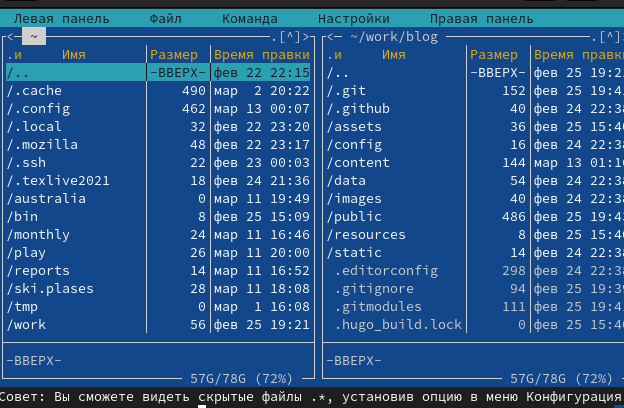 Левая панель Файл Команда Настройки Правая панель
<─ ~ .[^]>
.и Имя Размер Время правки
/.. -ВВЕРХ- фев 22 22:15
/.cache 490 мар 2 20:22
/.config 462 мар 13 00:07
/.local 32 фев 22 23:20
/.mozilla 48 фев 22 23:17
/.ssh 22 фев 23 00:03
/.texlive2021 18 фев 24 21:36
/australia 0 мар 11 19:49
/bin 8 фев 25 15:09
/monthly 24 мар 11 16:46
/play 26 мар 11 20:00
/reports 14 мар 11 16:52
/ski.plases 28 мар 11 18:08
/tmp 0 мар 1 16:08
/work 56 фев 25 19:21
-ВВЕРХ-
57G/78G (72%)
<─ ~/work/blog .[^]>
.и Имя Размер Время правки
/.. -ВВЕРХ- фев 25 19:2
/.git 152 фев 25 19:4
/.github 40 фев 24 22:3
/assets 36 фев 25 15:4
/config 16 фев 24 22:3
/content 144 мар 13 01:1
/data 54 фев 24 22:3
/images 40 фев 24 22:3
/public 486 фев 25 19:4
/resources 8 фев 25 15:4
/static 14 фев 24 22:3
.editorconfig 298 фев 24 22:3
.gitignore 94 фев 25 19:3
.gitmodules 111 фев 25 19:4
.hugo_build.lock 0 фев 25 15:4
-ВВЕРХ-
57G/78G (72%)
Совет: Вы сможете видеть скрытые файлы .*, установив опцию в меню Конфигурация